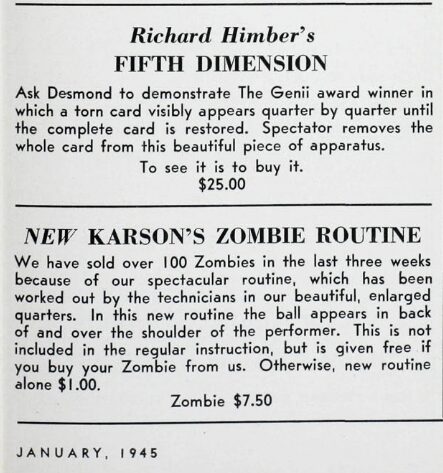 Richard Himber's
FIFTH DIMENSION
Ask Desmond to demonstrate The Genii award winner in
which a torn card visibly appears quarter by quarter until
the complete card is restored. Spectator removes the
whole card from this beautiful piece of apparatus.
To see it is to buy it.
$25.00
NEW KARSON'S ZOMBIE ROUTINE
We have sold over 100 Zombies in the last three weeks
because of our spectacular routine, which has been
worked out by the technicians in our beautiful, enlarged
quarters. In this new routine the ball appears in back
of and over the shoulder of the performer. This is not
included in the regular instruction, but is given free if
you buy your Zombie from us. Otherwise, new routine
alone $1.00.
Zombie $7.50
JANUARY, 1945